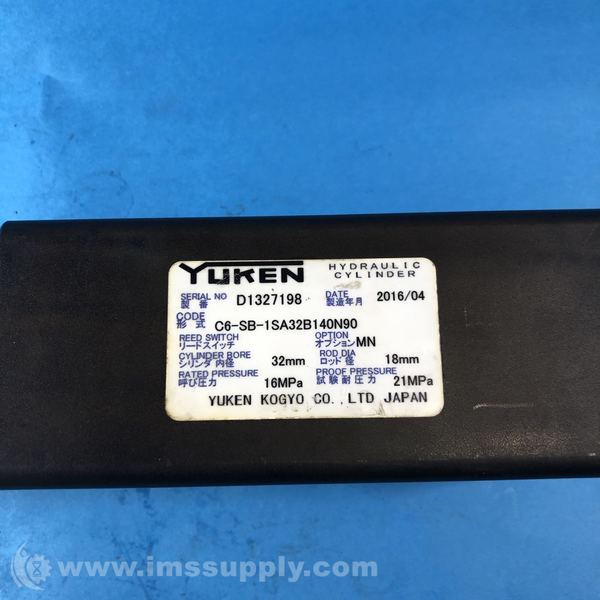 YUKEN HYDRAULIC CYLINDER
SERIAL NO 製番 D1327198 DATE 製造年月 2016/04
CODE 形式 C6-SB-1SA32B140N90
REED SWITCH リードスイッチ OPTION オプション MN
CYLINDER BORE シリンダ内径 32mm ROD DIA ロッド径 18mm
RATED PRESSURE 呼び圧力 16MPa PROOF PRESSURE 試験耐圧力 21MPa
YUKEN KOGYO CO.,LTD JAPAN
www.imssupply.com